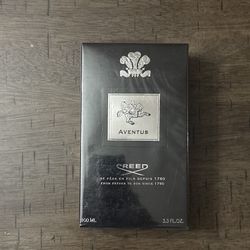 AVENTUS
CREED
DE PÈRE EN FILS DEPUIS 1760
FROM FATHER TO SON SINCE 1760
100 ML
3.3 FL.OZ.